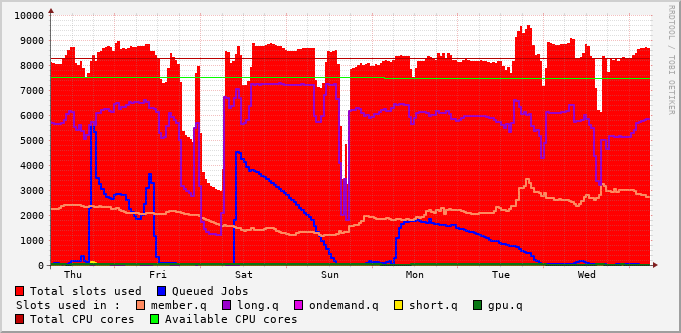 10000
9000
8000
7000
6000
5000
4000
3000
2000
1000
0
Thu Fri Sat Sun Mon Tue Wed
RRDTOOL / TOBI OETIKER
Total slots used Queued Jobs
Slots used in : member.q long.q ondemand.q short.q gpu.q
Total CPU cores Available CPU cores